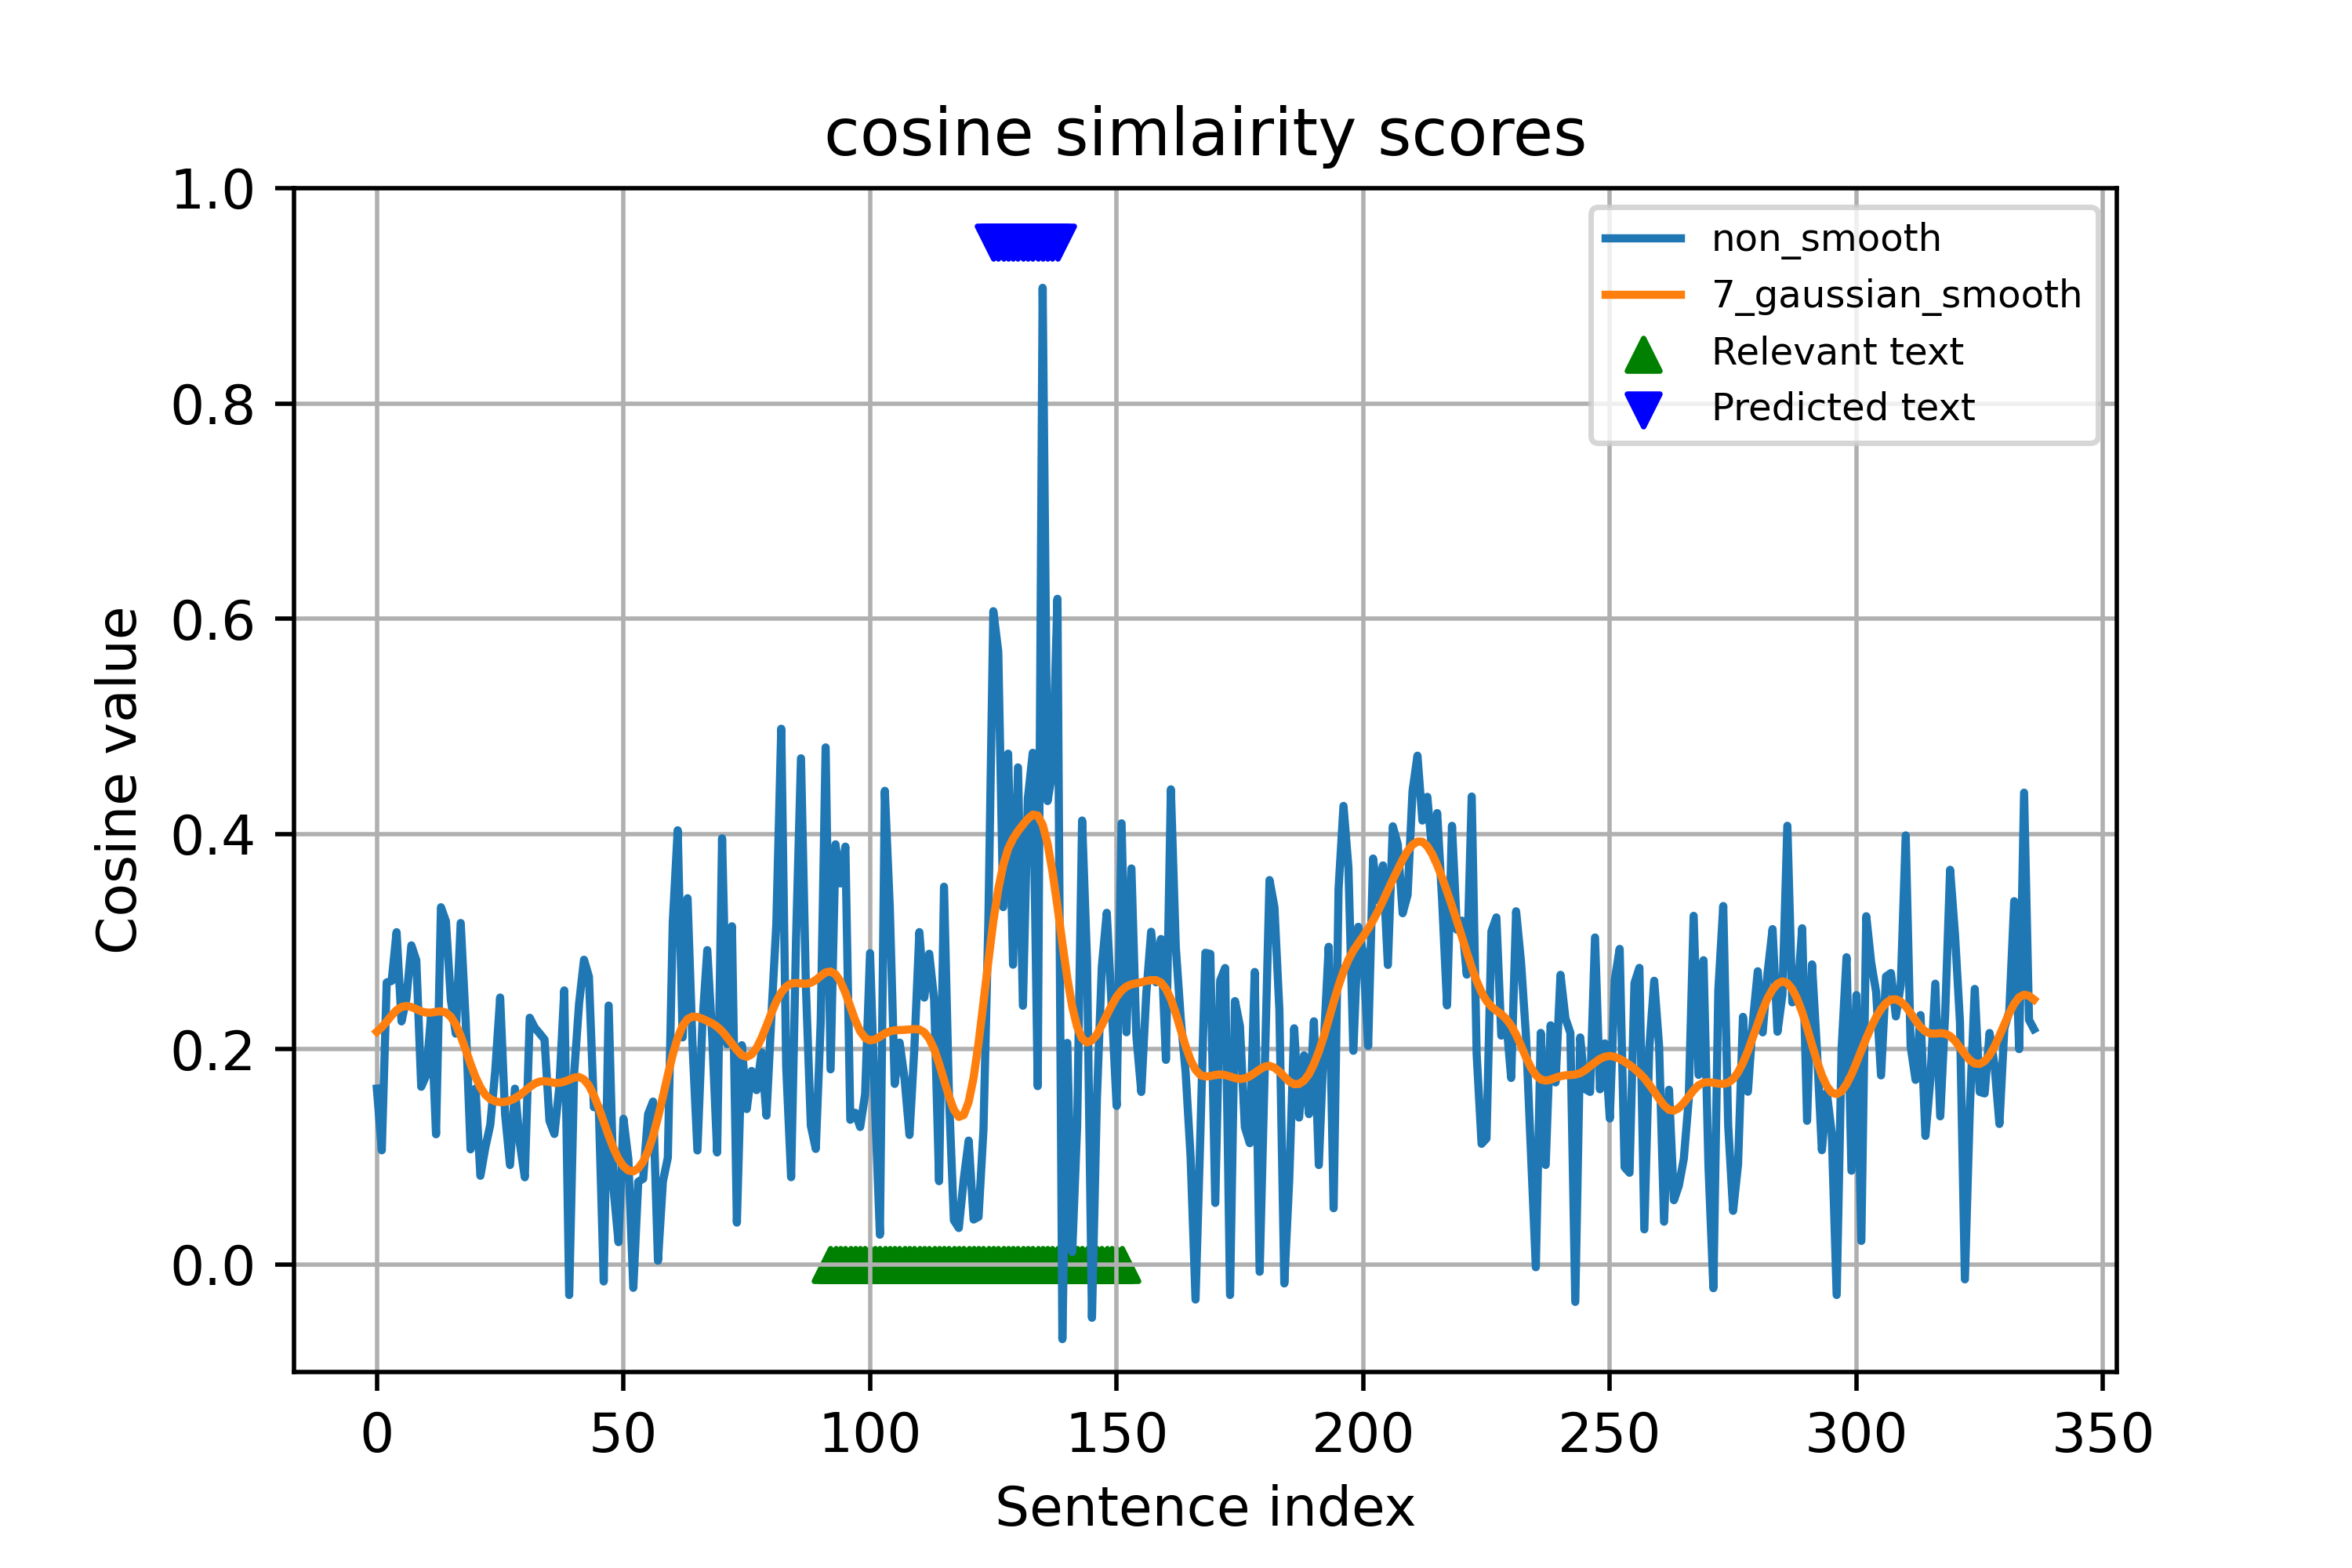 cosine simlairity scores
1.0
0.8
0.6
0.4
0.2
0.0
Cosine value
non_smooth
7_gaussian_smooth
Relevant text
Predicted text
0 50 100 150 200 250 300 350
Sentence index